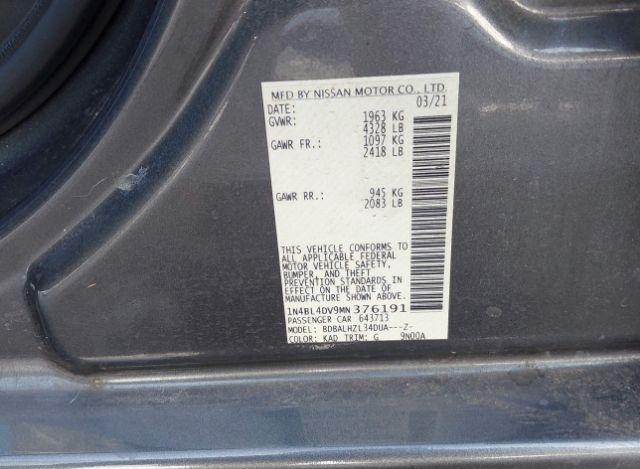 MFD BY NISSAN MOTOR CO., LTD.
DATE: 03/21
GVWR: 1963 KG
4328 LB
GAWR FR.: 1097 KG
2418 LB
GAWR RR.: 945 KG
2083 LB
THIS VEHICLE CONFORMS TO
ALL APPLICABLE FEDERAL
MOTOR VEHICLE SAFETY,
BUMPER, AND THEFT
PREVENTION STANDARDS IN
EFFECT ON THE DATE OF
MANUFACTURE SHOWN ABOVE.
1N4BL4DV9MN376191
PASSENGER CAR 643713
MODEL: BDBALHZL34DUA---Z-
COLOR: KAD TRIM: G 9N00A